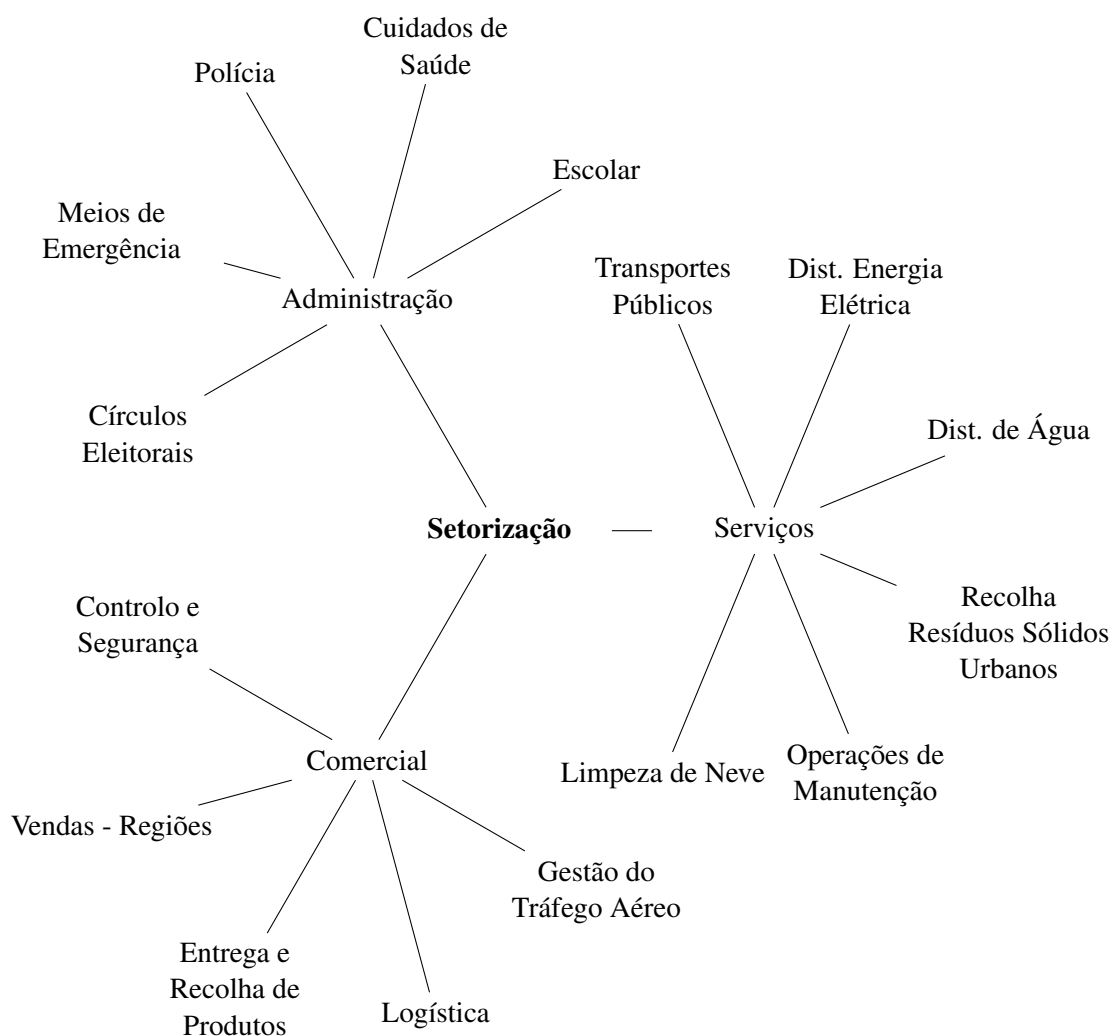 Cuidados de
Saúde
Polícia
Escolar
Meios de
Emergência
Administração
Círculos
Eleitorais
Transportes
Públicos
Dist. Energia
Elétrica
Dist. de Água
Setorização
Serviços
Recolha
Resíduos Sólidos
Urbanos
Operações de
Manutenção
Limpeza de Neve
Controlo e
Segurança
Comercial
Vendas - Regiões
Gestão do
Tráfego Aéreo
Entrega e
Recolha de
Produtos
Logística